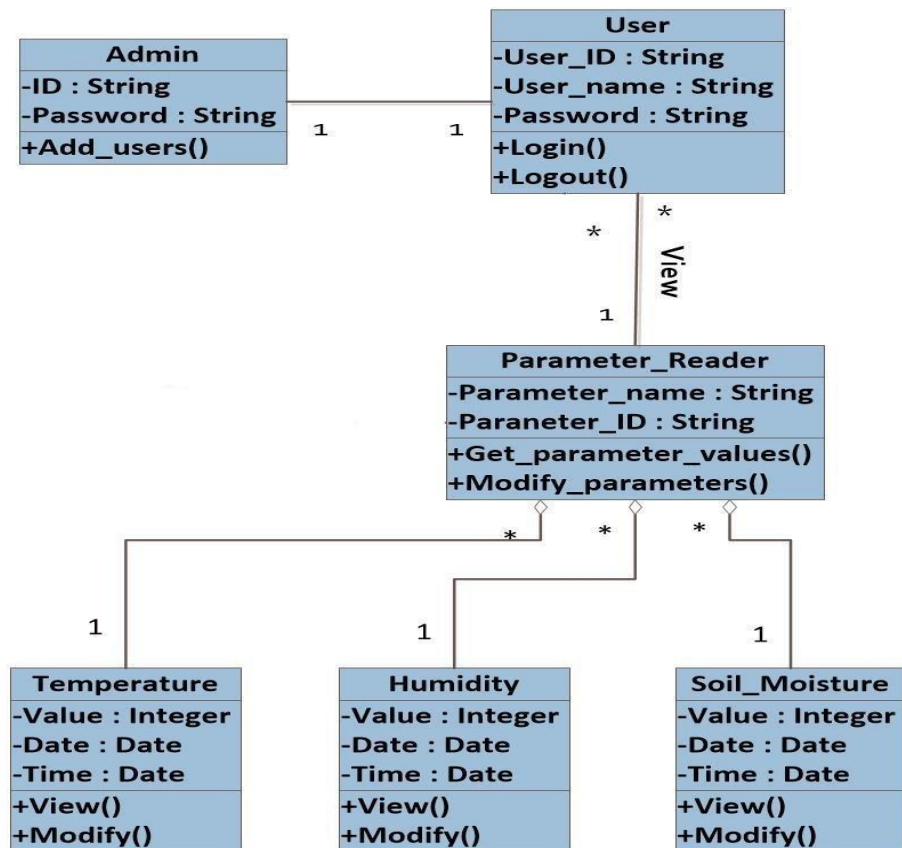 Admin
-ID : String
-Password : String
+Add_users()
1
1
User
-User_ID : String
-User_name : String
-Password : String
+Login()
+Logout()
*
*
View
1
Parameter_Reader
-Parameter_name : String
-Paraneter_ID : String
+Get_parameter_values()
+Modify_parameters()
*
*
*
1
1
1
Temperature
-Value : Integer
-Date : Date
-Time : Date
+View()
+Modify()
Humidity
-Value : Integer
-Date : Date
-Time : Date
+View()
+Modify()
Soil_Moisture
-Value : Integer
-Date : Date
-Time : Date
+View()
+Modify()